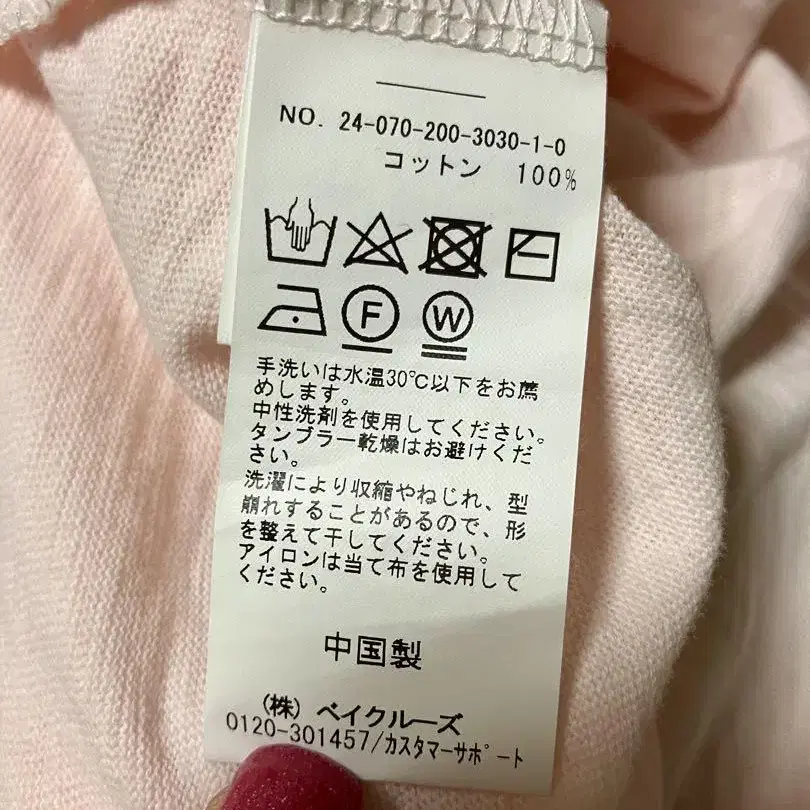 NO. 24-070-200-3030-1-0
コットン 100%
F W
手洗いは水温30℃以下をお薦
めします。
中性洗剤を使用してください。
タンブラー乾燥はお避けくだ
さい。
洗濯により収縮やねじれ、型
崩れすることがあるので、形
を整えて干してください。
アイロンは当て布を使用して
ください。
中国製
(株) ベイクルーズ
0120-301457/カスタマーサポート